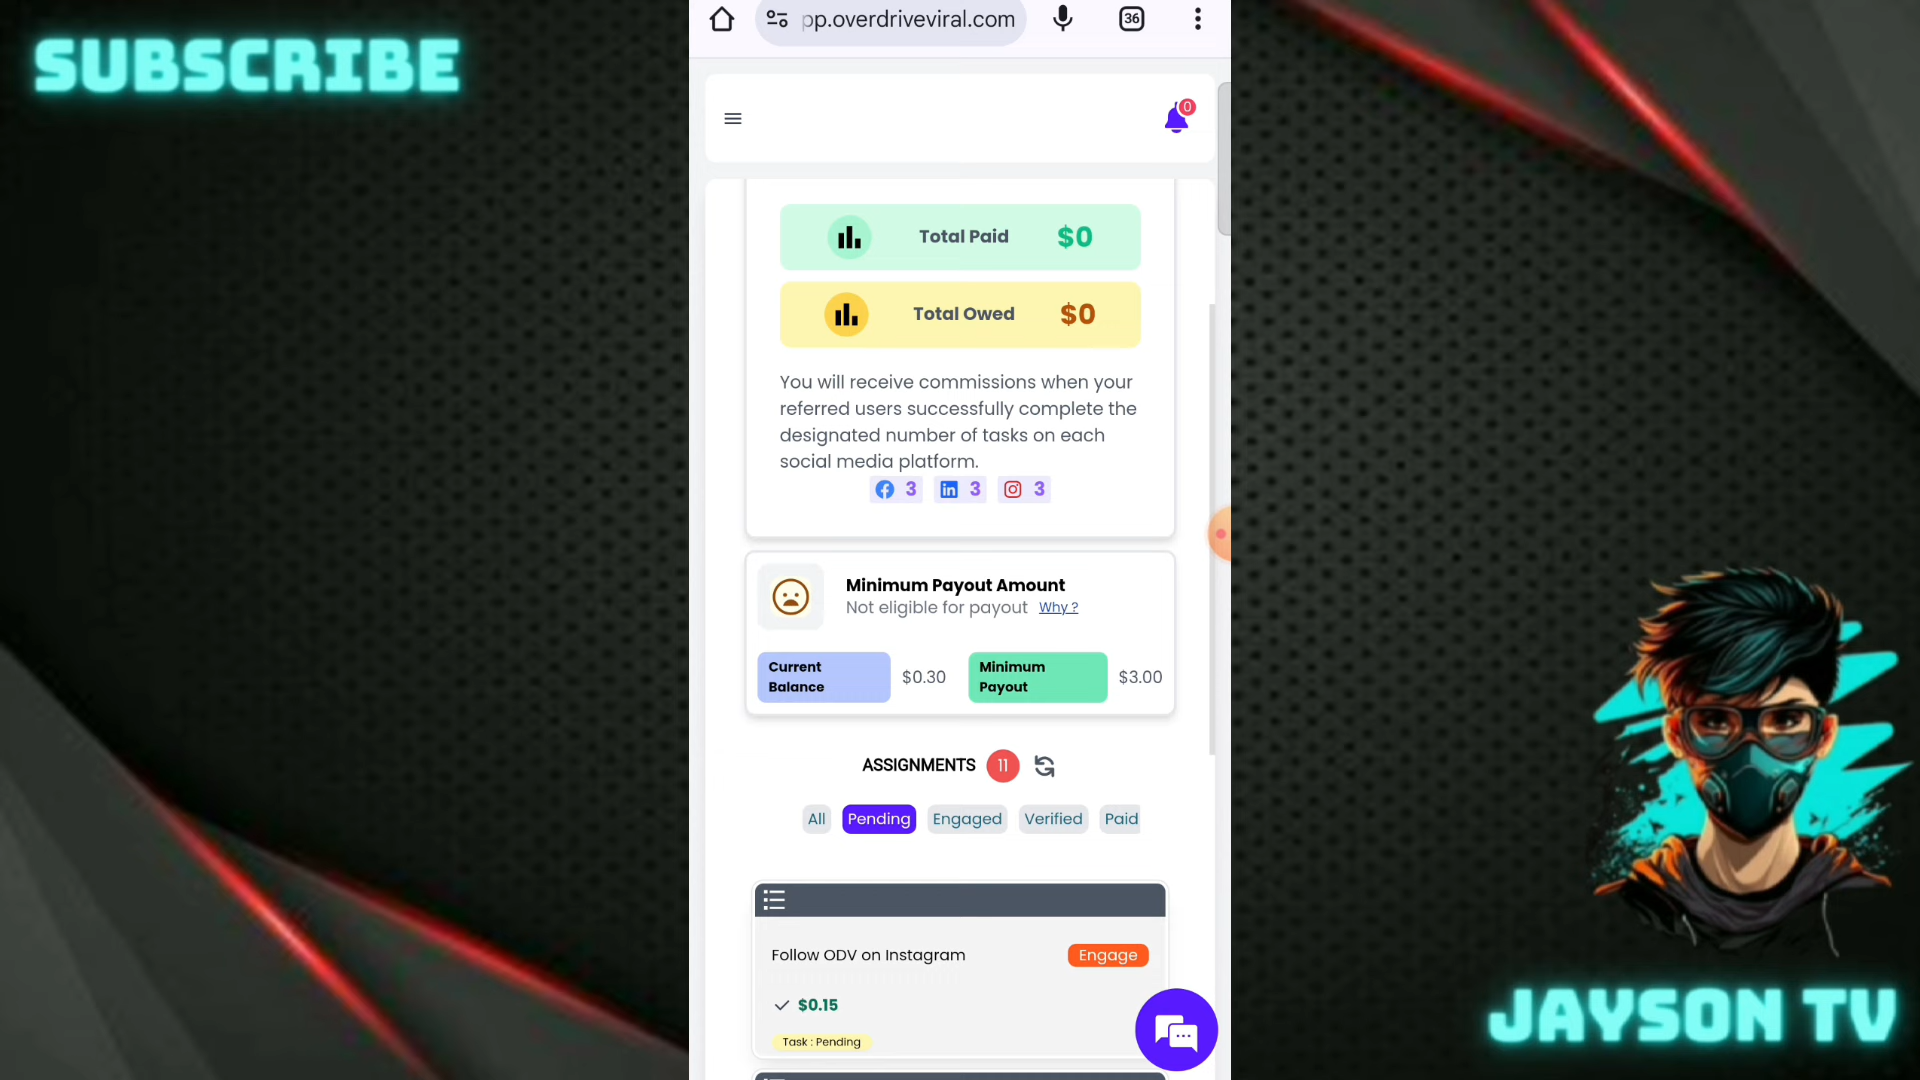 SUBSCRIBE
pp.overdriveviral.com
36
0
Total Paid $0
Total Owed $0
You will receive commissions when your
referred users successfully complete the
designated number of tasks on each
social media platform.
3 3 3
Minimum Payout Amount
Not eligible for payout Why ?
Current
Balance
$0.30
Minimum
Payout
$3.00
ASSIGNMENTS 11
All Pending Engaged Verified Paid
Follow ODV on Instagram Engage
$0.15
Task : Pending
JAYSON TV